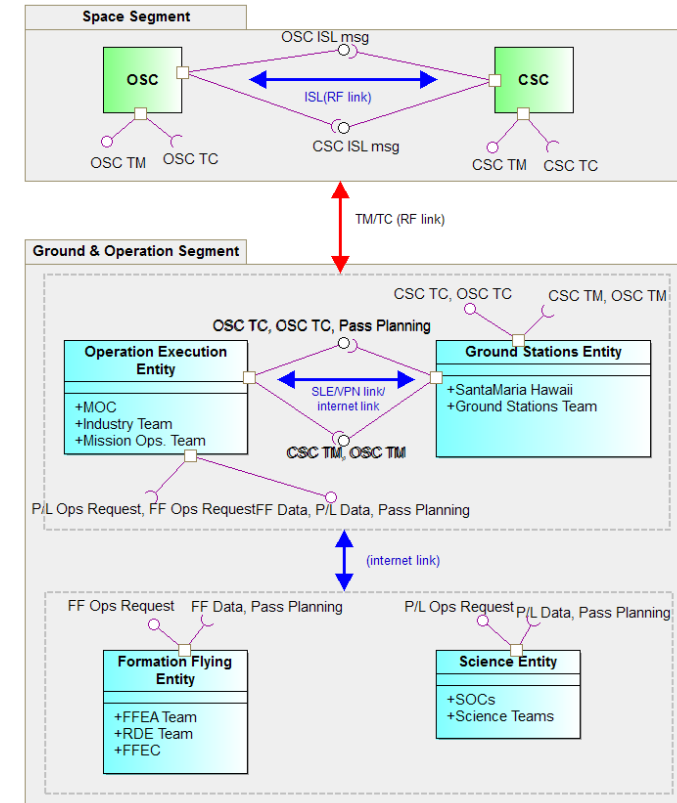 Space Segment
OSC ISL msg
OSC
CSC
ISL(RF link)
CSC ISL msg
OSC TM
OSC TC
CSC TM
CSC TC
TM/TC (RF link)
Ground & Operation Segment
CSC TC, OSC TC
CSC TM, OSC TM
OSC TC, OSC TC, Pass Planning
Operation Execution
Entity
+MOC
+Industry Team
+Mission Ops. Team
SLE/VPN link/
internet link
Ground Stations Entity
+SantaMaria Hawaii
+Ground Stations Team
CSC TM, OSC TM
P/L Ops Request, FF Ops Request
FF Data, P/L Data, Pass Planning
(internet link)
FF Ops Request
FF Data, Pass Planning
P/L Ops Request
P/L Data, Pass Planning
Formation Flying
Entity
+FFEA Team
+RDE Team
+FFEC
Science Entity
+SOCs
+Science Teams